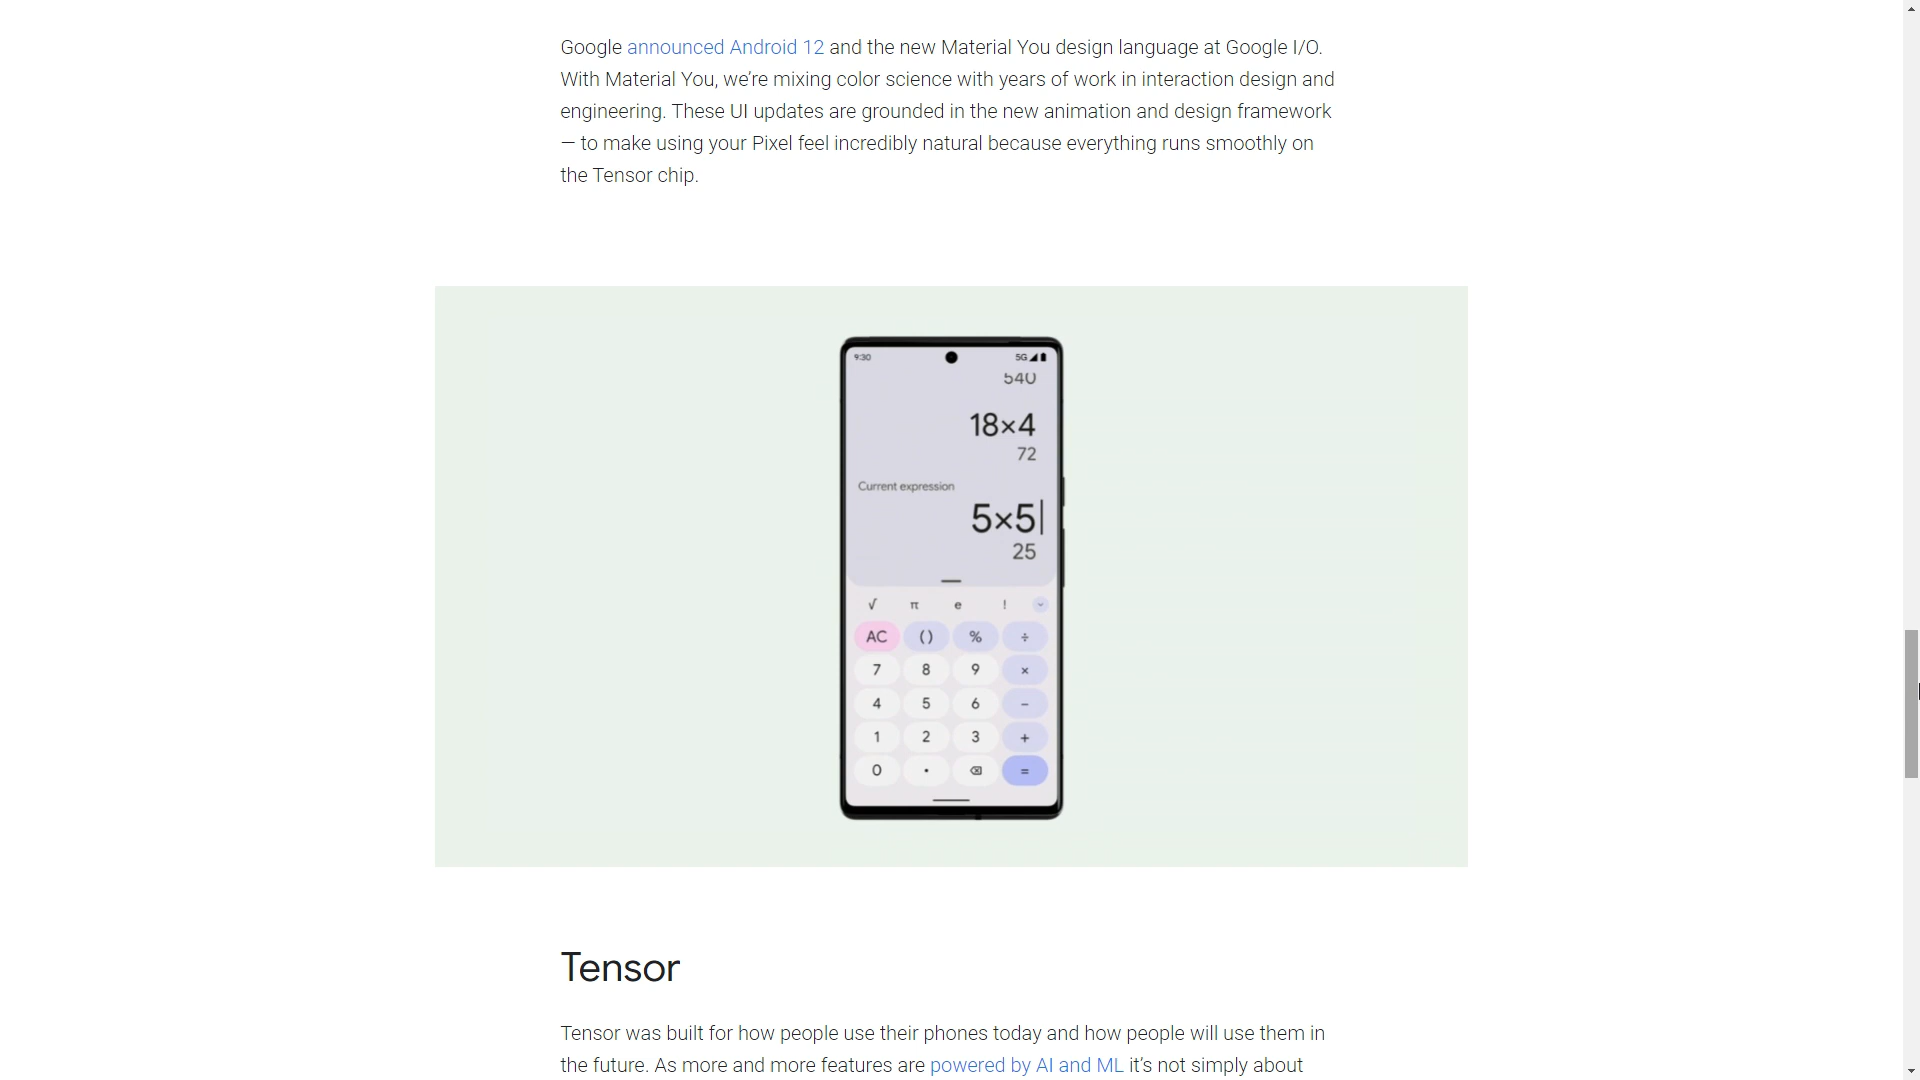 Google announced Android 12 and the new Material You design language at Google I/O.
With Material You, we’re mixing color science with years of work in interaction design and
engineering. These UI updates are grounded in the new animation and design framework
— to make using your Pixel feel incredibly natural because everything runs smoothly on
the Tensor chip.
9:30 5G
540
18×4
72
Current expression
5×5
25
√ π e !
AC () % ÷
7 8 9 ×
4 5 6 −
1 2 3 +
0 . =
Tensor
Tensor was built for how people use their phones today and how people will use them in
the future. As more and more features are powered by AI and ML it’s not simply about